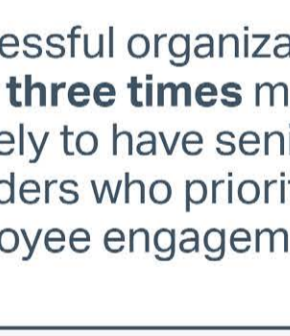 essful organiza
three times m
ely to have seni
ders who priorit
oyee engagem